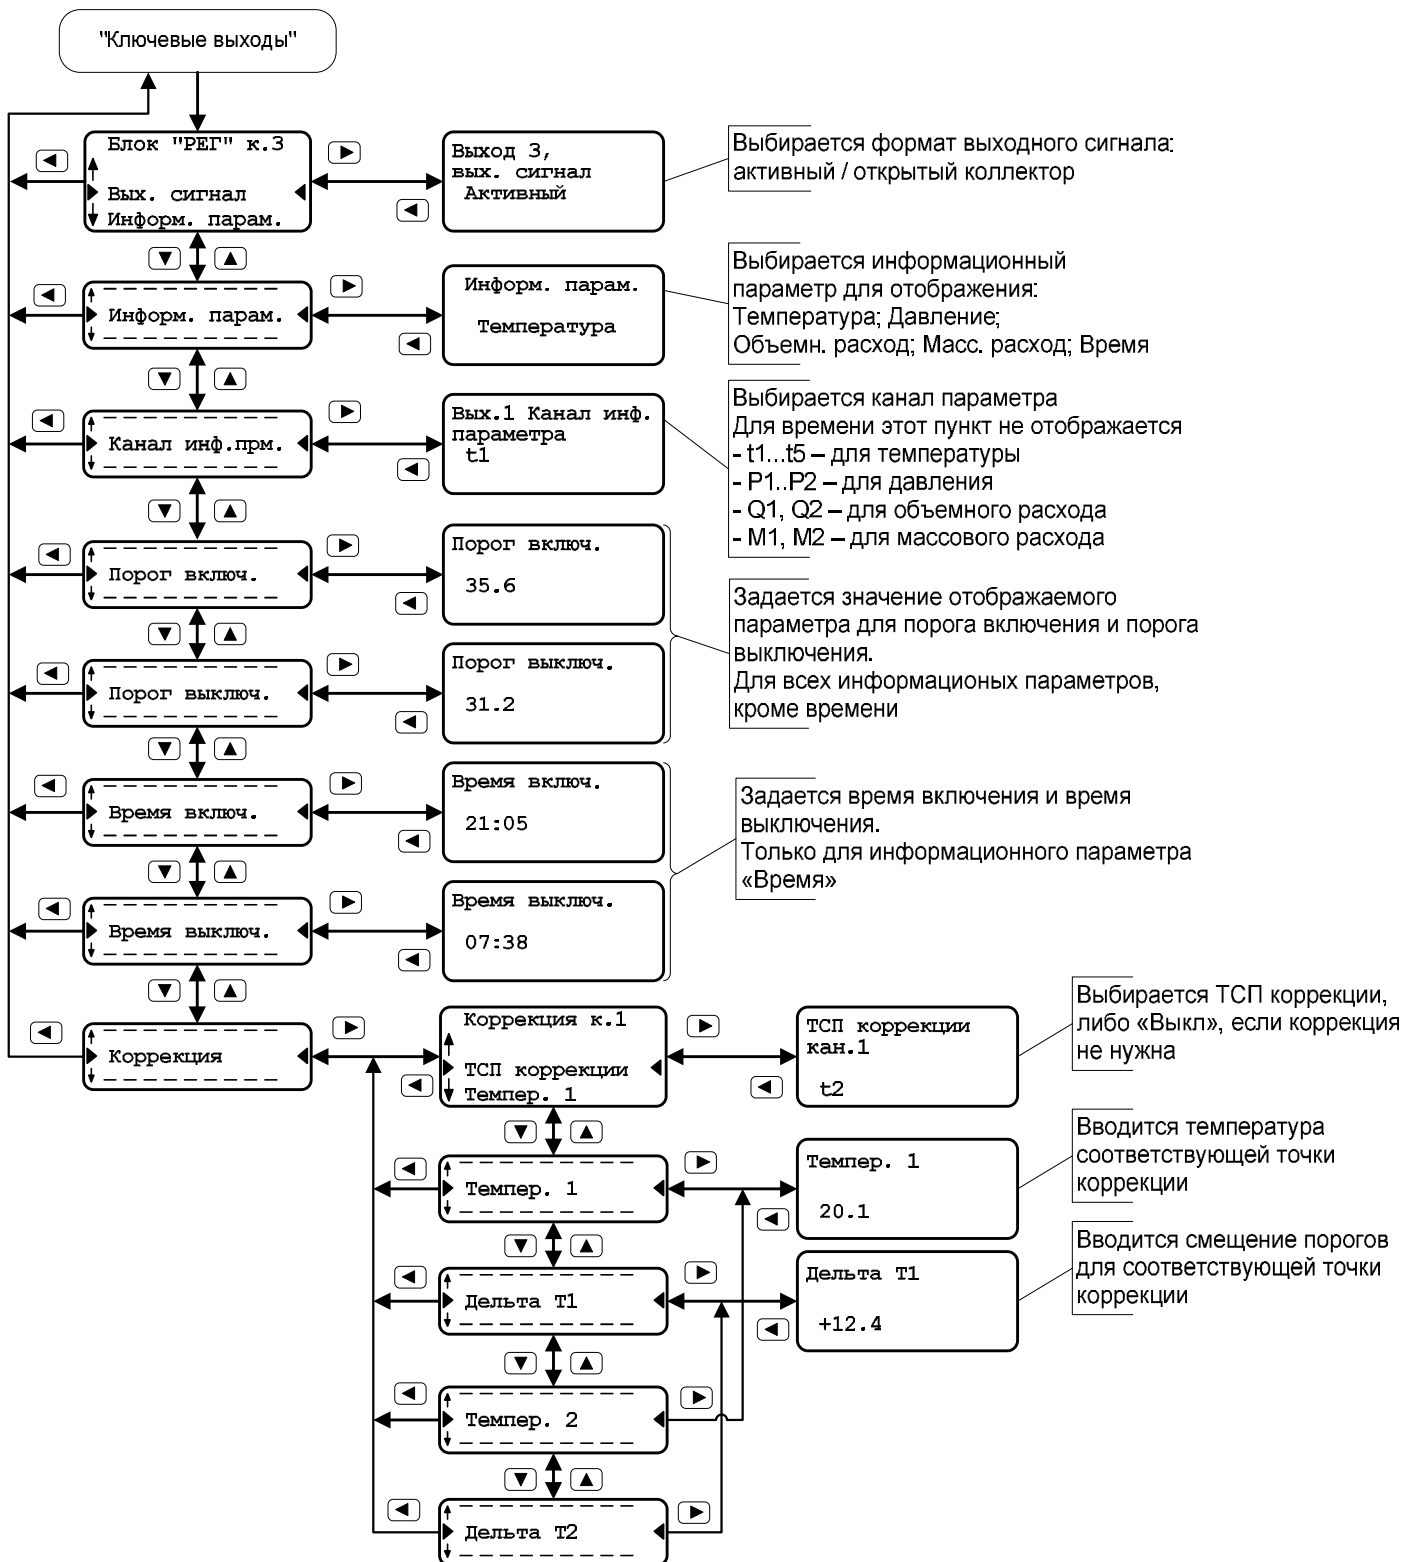 "Ключевые выходы"
Блок "РЕГ" к.3
Вых. сигнал
Информ. парам.
Выход 3,
вых. сигнал
Активный
Выбирается формат выходного сигнала:
активный / открытый коллектор
Информ. парам.
Информ. парам.
Температура
Выбирается информационный
параметр для отображения:
Температура; Давление;
Объемн. расход; Масс. расход; Время
Канал инф.прм.
Вых.1 Канал инф.
параметра
t1
Выбирается канал параметра
Для времени этот пункт не отображается
- t1...t5 – для температуры
- P1..P2 – для давления
- Q1, Q2 – для объемного расхода
- M1, M2 – для массового расхода
Порог включ.
Порог включ.
35.6
Порог выключ.
Порог выключ.
31.2
Задается значение отображаемого
параметра для порога включения и порога
выключения.
Для всех информационых параметров,
кроме времени
Время включ.
Время включ.
21:05
Время выключ.
Время выключ.
07:38
Задается время включения и время
выключения.
Только для информационного параметра
«Время»
Коррекция
Коррекция к.1
ТСП коррекции
Темпер. 1
ТСП коррекции
кан.1
t2
Выбирается ТСП коррекции,
либо «Выкл», если коррекция
не нужна
Темпер. 1
Темпер. 1
20.1
Вводится температура
соответствующей точки
коррекции
Дельта Т1
Дельта Т1
+12.4
Вводится смещение порогов
для соответствующей точки
коррекции
Темпер. 2
Дельта Т2